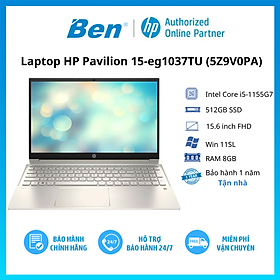 Ben
hp
Authorized
Online Partner
Laptop HP Pavilion 15-eg1037TU (5Z9V0PA)
Intel Core i5-1155G7
512GB SSD
15.6 inch FHD
Win 11SL
RAM 8GB
Bảo hành 1 năm
Tận nhà
BẢO HÀNH
CHÍNH HÃNG
HỖ TRỢ
BẢO HÀNH 24/7
MIẾN PHÍ
VẬN CHUYỂN